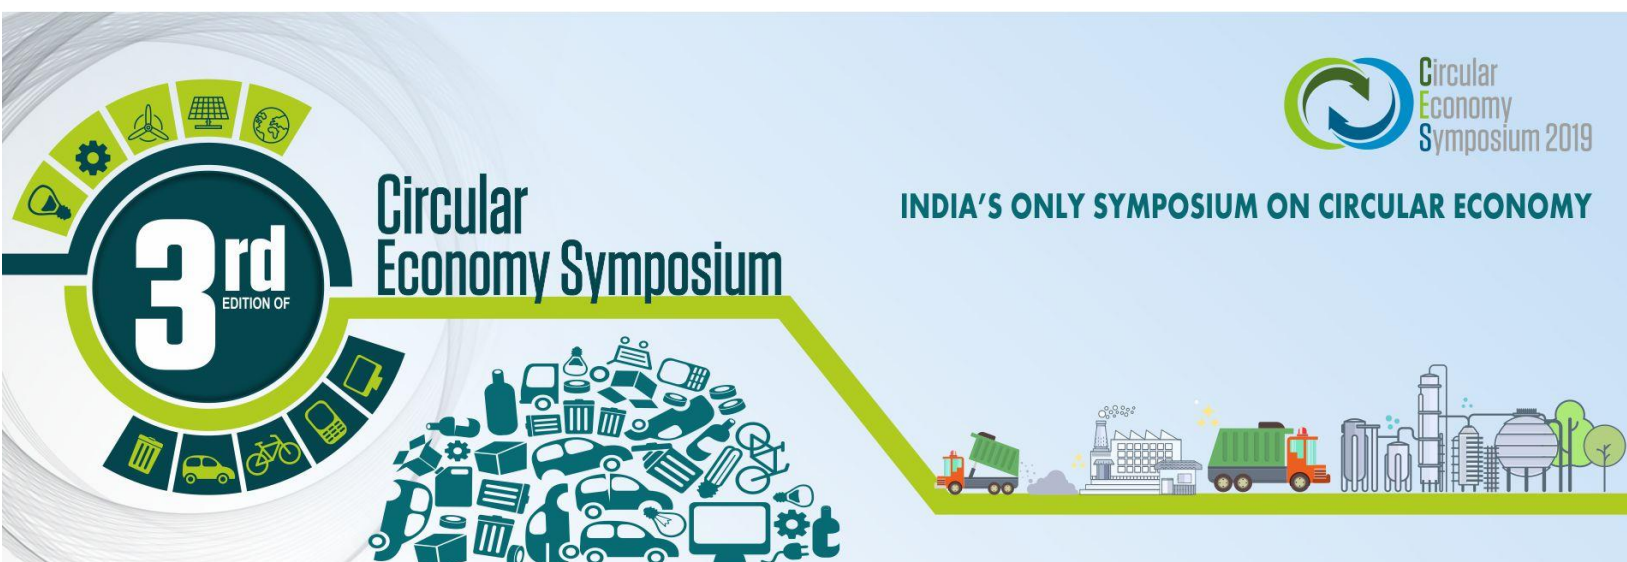 3rd
EDITION OF
Circular
Economy Symposium
Circular
Economy
Symposium 2019
INDIA'S ONLY SYMPOSIUM ON CIRCULAR ECONOMY